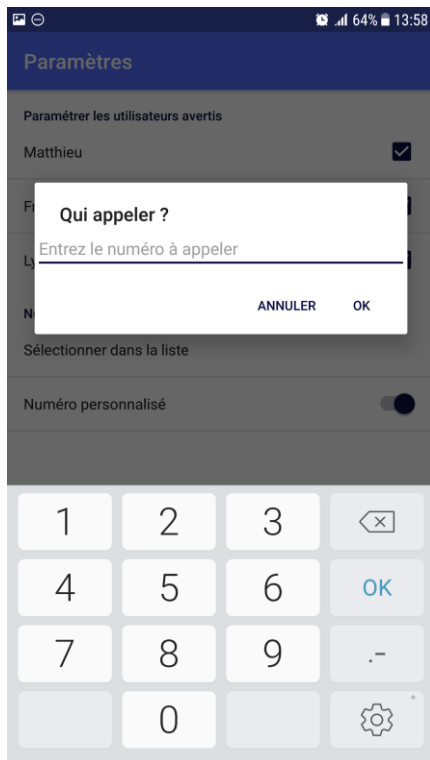 64% 13:58
Paramètres
Paramétrer les utilisateurs avertis
Matthieu
Qui appeler ?
Entrez le numéro à appeler
ANNULER OK
Sélectionner dans la liste
Numéro personnalisé
1 2 3
4 5 6 OK
7 8 9 .-
0